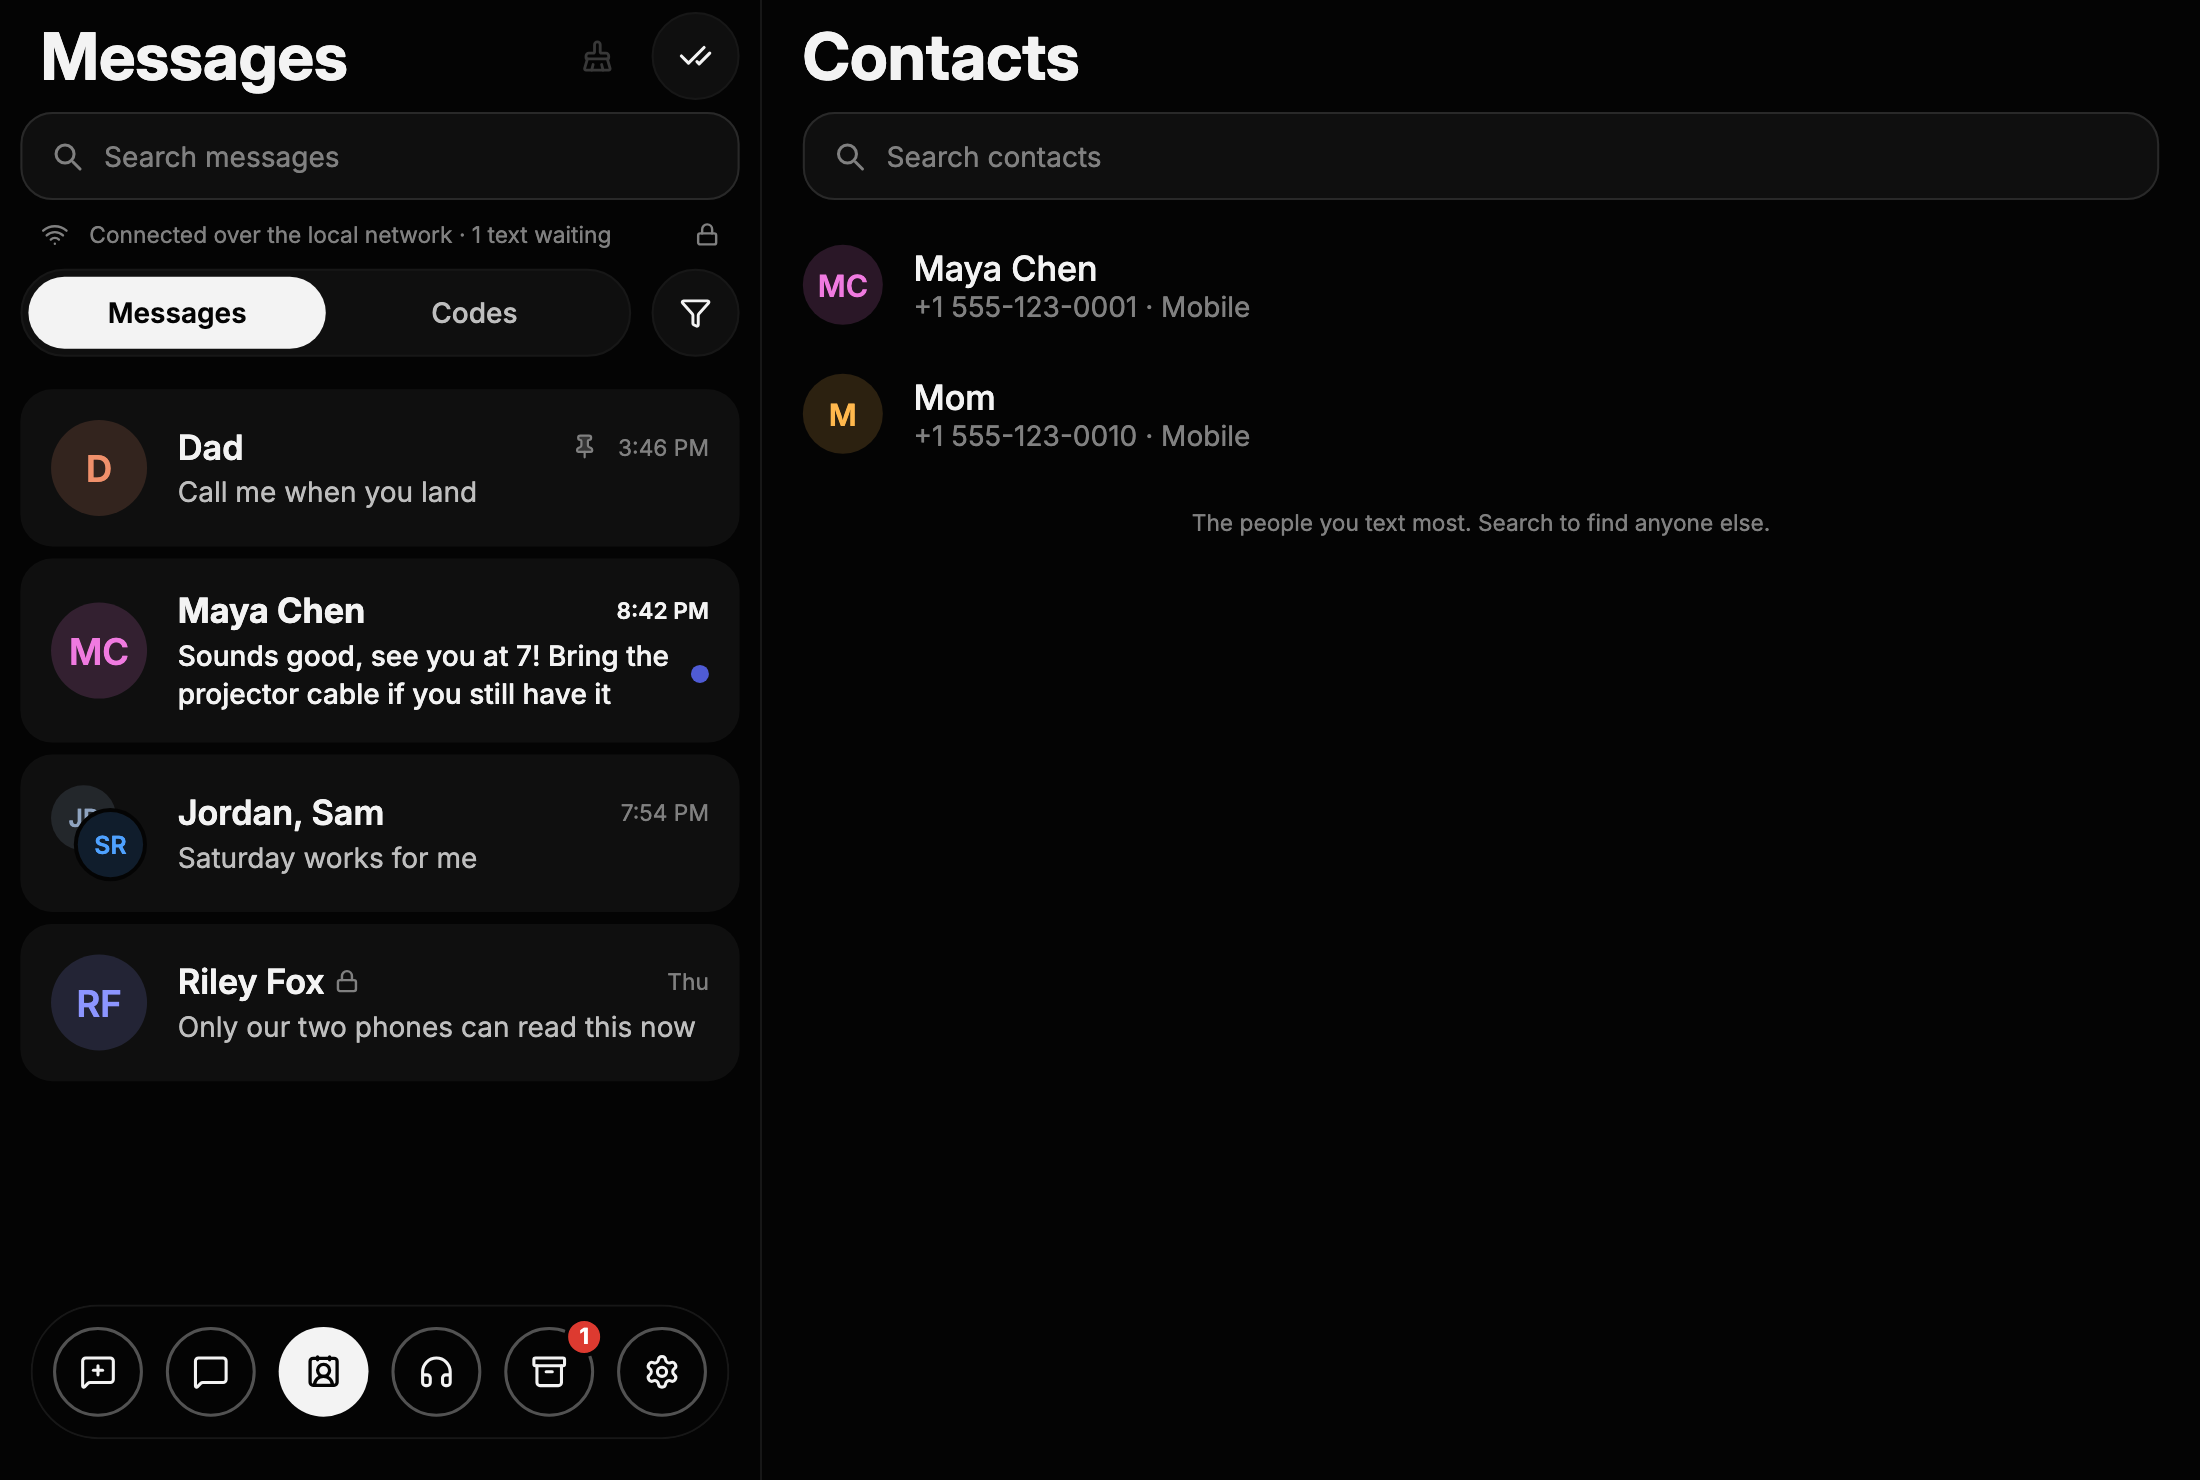 Messages
Search messages
Connected over the local network · 1 text waiting
Messages
Codes
D
Dad
3:46 PM
Call me when you land
MC
Maya Chen
8:42 PM
Sounds good, see you at 7! Bring the
projector cable if you still have it
SR
Jordan, Sam
7:54 PM
Saturday works for me
RF
Riley Fox
Thu
Only our two phones can read this now
1
Contacts
Search contacts
MC
Maya Chen
+1 555-123-0001 · Mobile
M
Mom
+1 555-123-0010 · Mobile
The people you text most. Search to find anyone else.